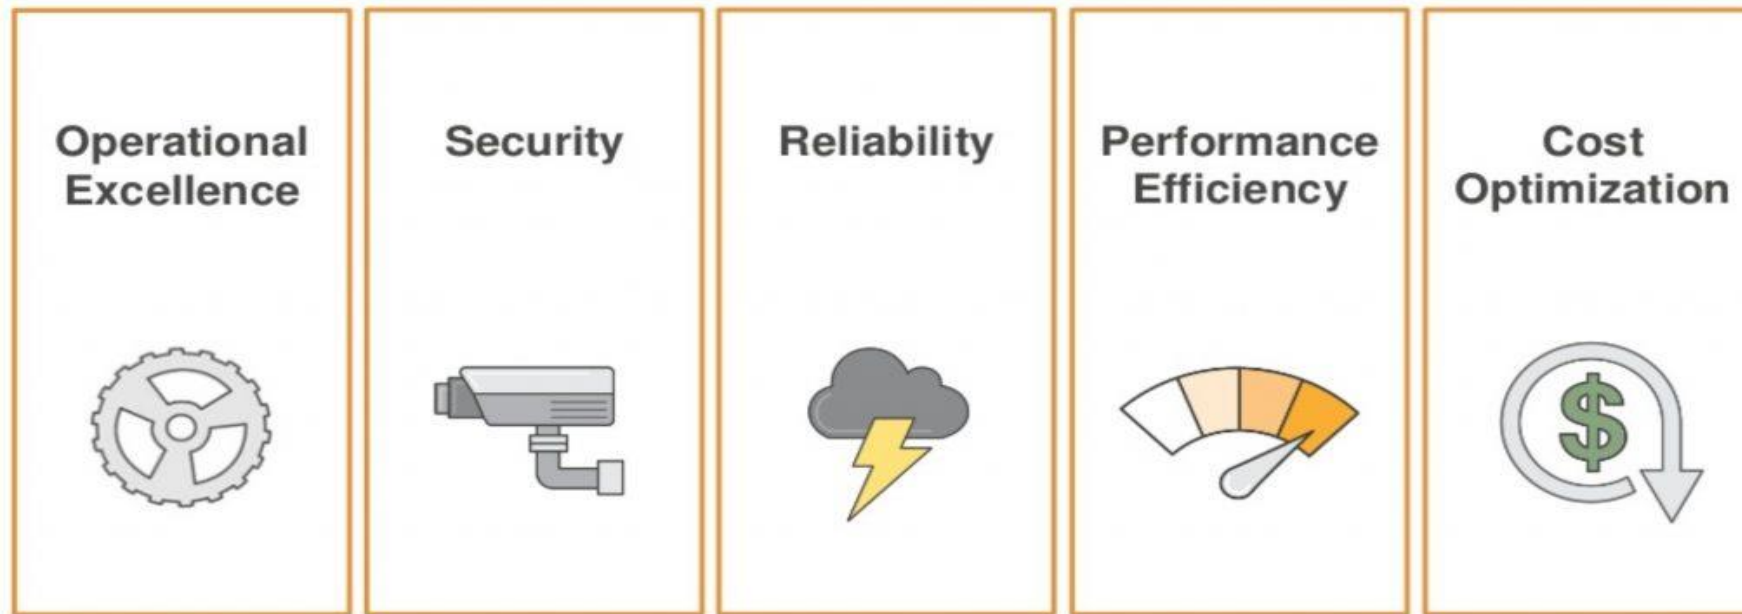 Operational
Excellence
Security
Reliability
Performance
Efficiency
Cost
Optimization
$